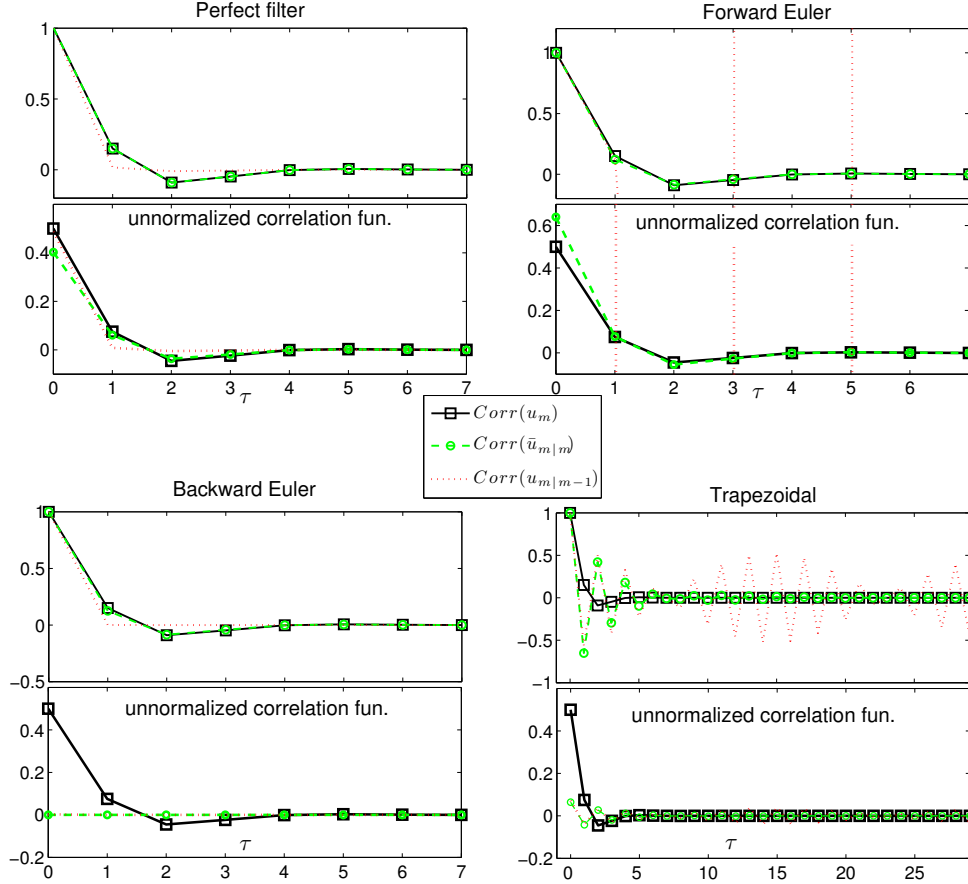 Perfect filter
1
0.5
0
unnormalized correlation fun.
0.4
0.2
0
0 1 2 3 4 5 6 7
τ
Forward Euler
1
0.5
0
unnormalized correlation fun.
0.6
0.4
0.2
0
0 1 2 3 4 5 6
τ
Corr(u_m)
Corr(ū_{m|m})
Corr(u_{m|m−1})
Backward Euler
1
0.5
0
−0.5
unnormalized correlation fun.
0.4
0.2
0
−0.2
0 1 2 3 4 5 6 7
τ
Trapezoidal
1
0.5
0
−0.5
−1
unnormalized correlation fun.
0.4
0.2
0
−0.2
0 5 10 15 20 25
τ